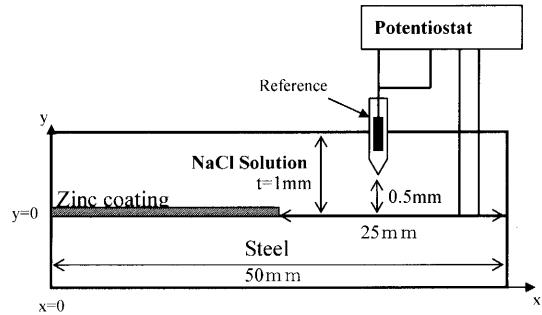 Potentiostat
Reference
y
NaCl Solution
t=1mm
Zinc coating
0.5mm
y=0
25mm
Steel
50mm
x=0
x